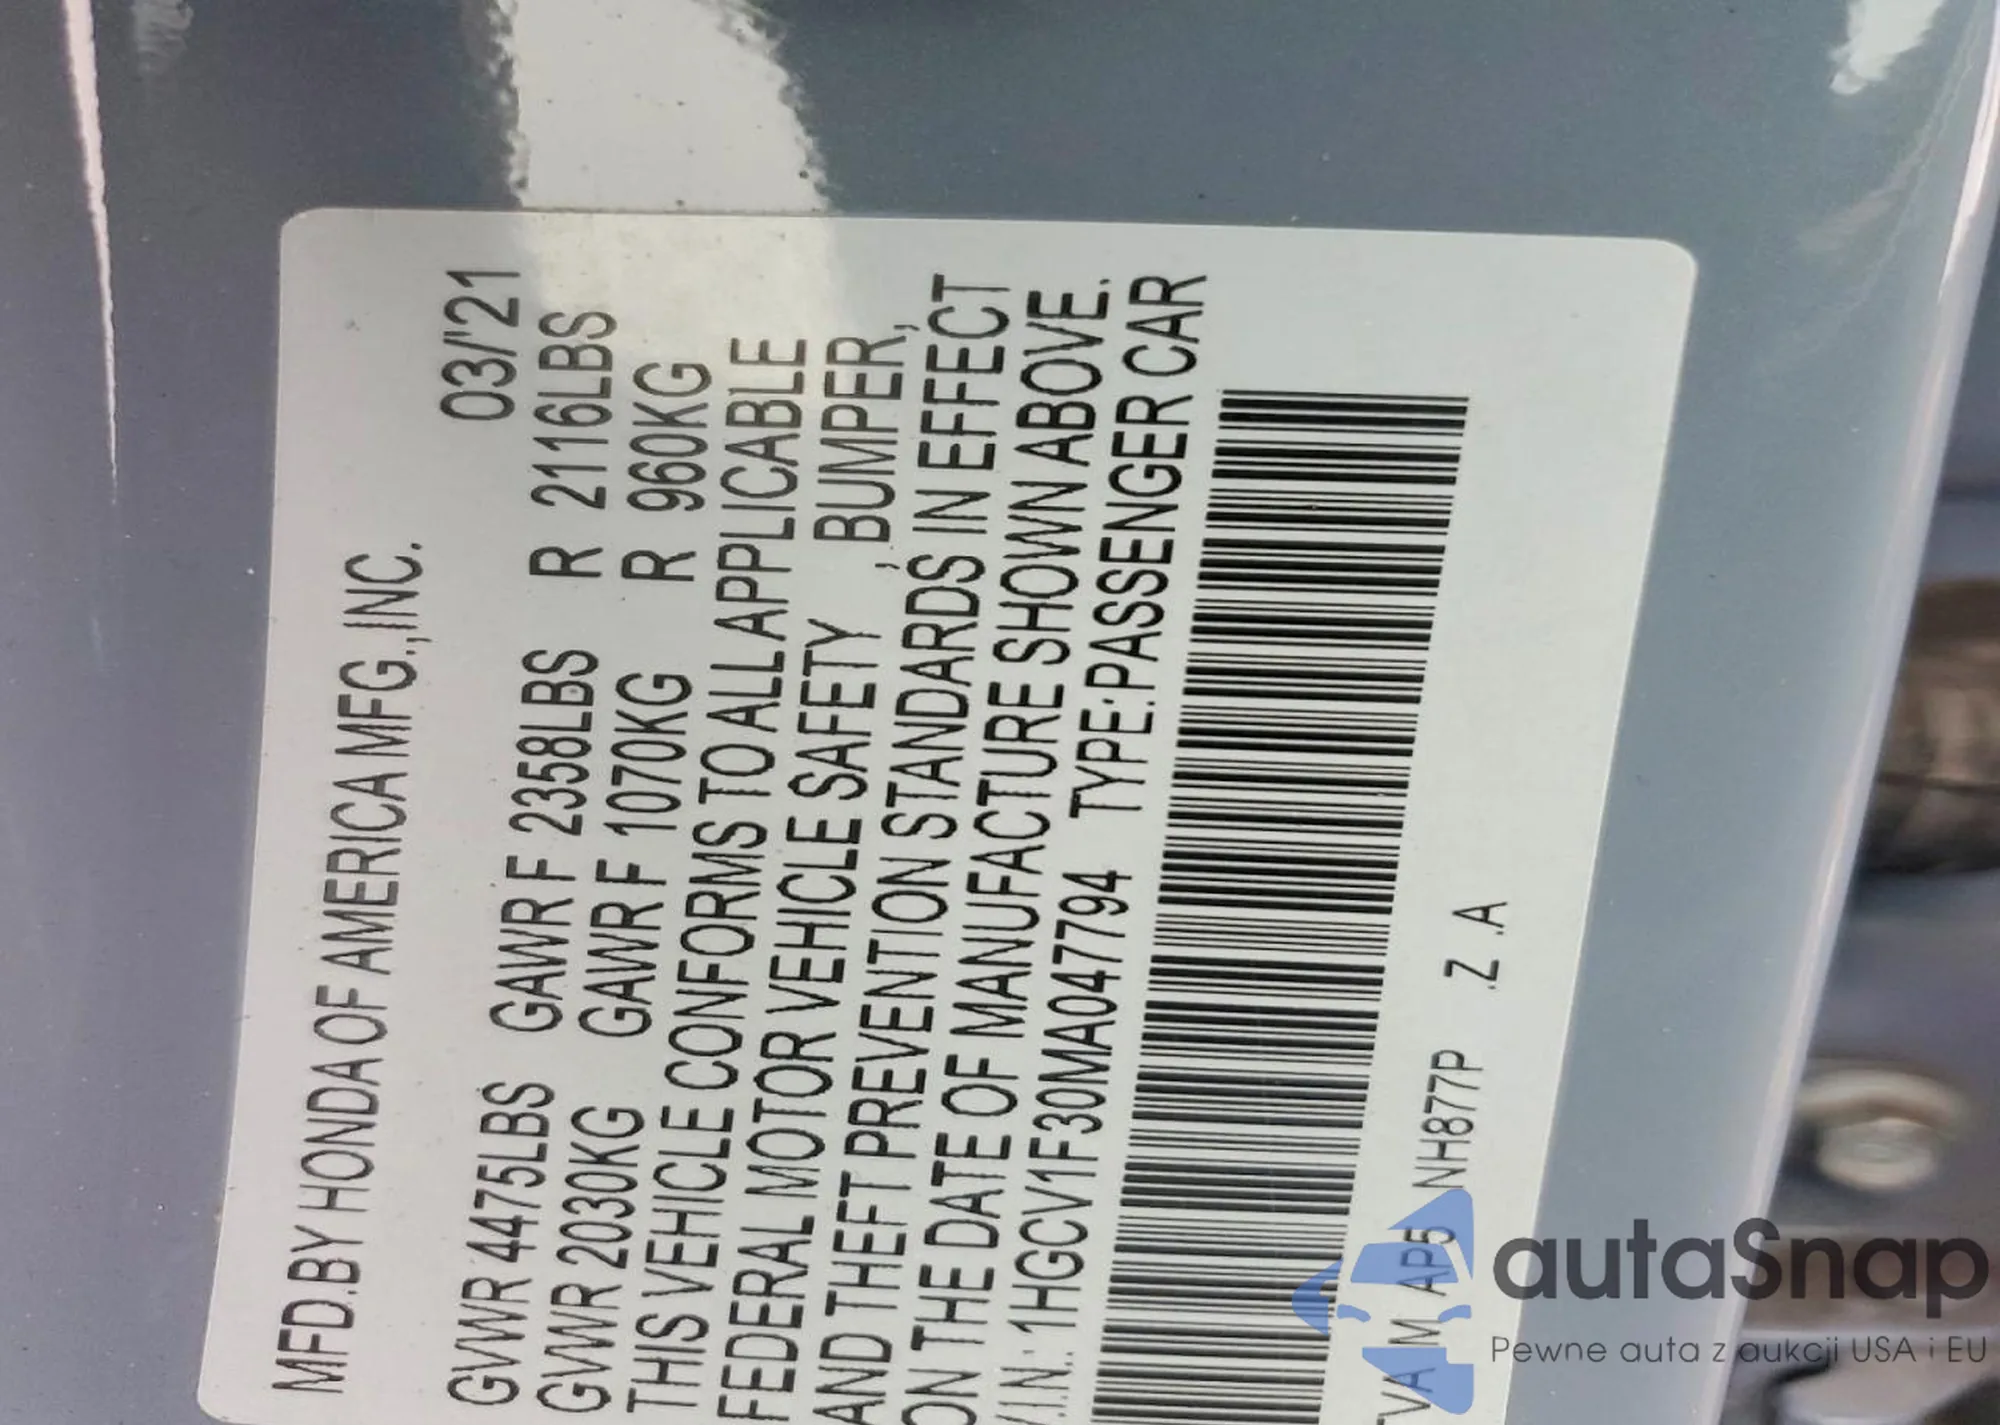 MFD.BY HONDA OF AMERICA MFG.,INC.
03/'21
GVWR 4475LBS GAWR F 2358LBS R 2116LBS
GVWR 2030KG GAWR F 1070KG R 960KG
THIS VEHICLE CONFORMS TO ALL APPLICABLE
FEDERAL MOTOR VEHICLE SAFETY , BUMPER,
AND THEFT PREVENTION STANDARDS IN EFFECT
ON THE DATE OF MANUFACTURE SHOWN ABOVE.
V.I.N.: 1HGCV1F30MA047794 TYPE:PASSENGER CAR
TVA M AP5 NH877P .Z .A
autaSnap
Pewne auta z aukcji USA i EU